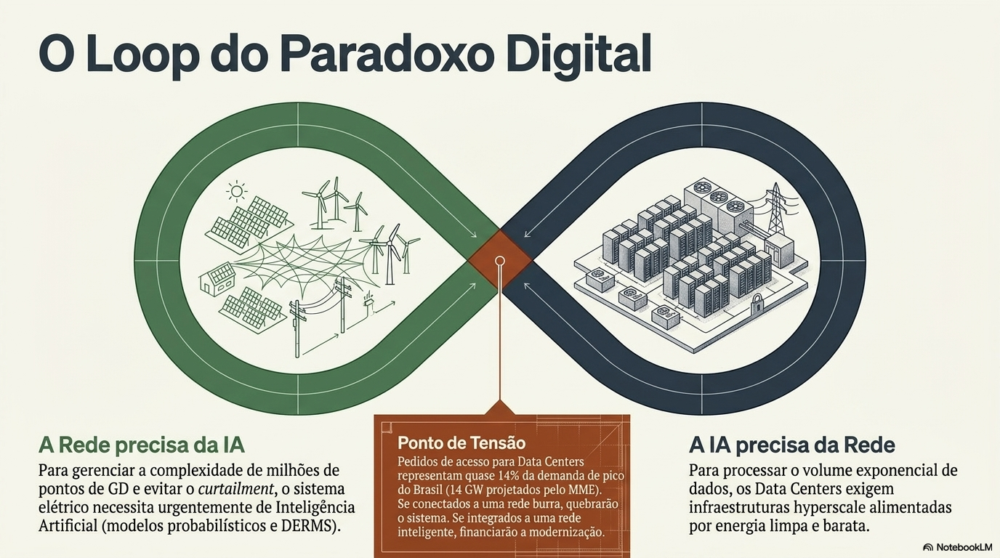 O Loop do Paradoxo Digital
A Rede precisa da IA
Para gerenciar a complexidade de milhões de
pontos de GD e evitar o curtailment, o sistema
elétrico necessita urgentemente de Inteligência
Artificial (modelos probabilísticos e DERMS).
Ponto de Tensão
Pedidos de acesso para Data Centers
representam quase 14% da demanda de pico
do Brasil (14 GW projetados pelo MME).
Se conectados a uma rede burra, quebrarão
o sistema. Se integrados a uma rede
inteligente, financiarão a modernização.
A IA precisa da Rede
Para processar o volume exponencial de
dados, os Data Centers exigem
infraestruturas hyperscale alimentadas
por energia limpa e barata.
NotebookLM